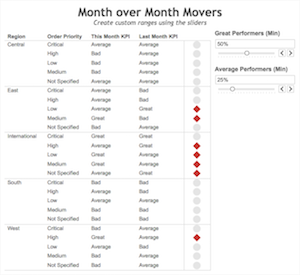 Month over Month Movers
Create custom ranges using the sliders
Region Order Priority This Month KPI Last Month KPI
Central Critical Average Average
High Bad Average
Low Bad Average
Medium Bad Average
Not Specified Average Average
East Critical Bad Bad
High Average Bad
Low Average Great
Medium Great Average
Not Specified Average Average
International Critical Average Great
High Great Great
Low Average Great
Medium Great Great
Not Specified Great Average
South Critical Bad Bad
High Average Bad
Low Average Bad
Medium Bad Bad
Not Specified Bad Bad
West Critical Bad Bad
High Great Average
Low Average Bad
Medium Average Average
Not Specified Bad Bad
Great Performers (Min)
50%
Average Performers (Min)
25%